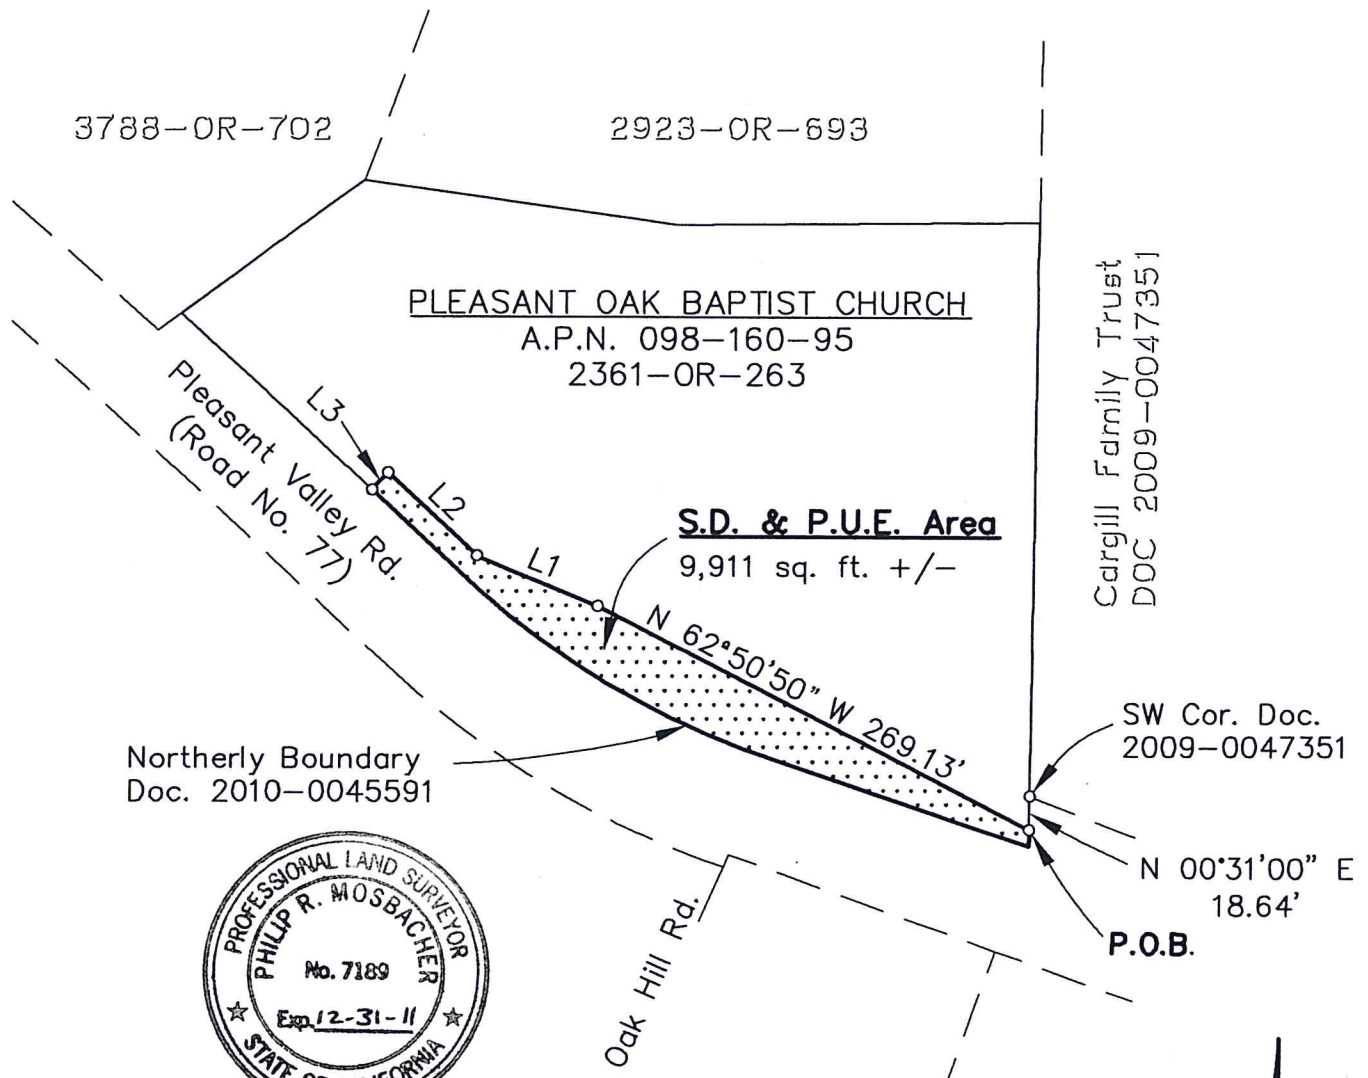 3788-OR-702
2923-OR-693
PLEASANT OAK BAPTIST CHURCH
A.P.N. 098-160-95
2361-OR-263
Cargill Family Trust
DOC 2009-0047351
L3
Pleasant Valley Rd.
(Road No. 77)
L2
L1
S.D. & P.U.E. Area
9,911 sq. ft. +/-
N 62°50'50" W 269.13'
SW Cor. Doc.
2009-0047351
Northerly Boundary
Doc. 2010-0045591
N 00°31'00" E
18.64'
P.O.B.
Oak Hill Rd.
PROFESSIONAL LAND SURVEYOR
PHILIP R. MOSBACHER
No. 7189
Exp. 12-31-11
STATE OF CALIFORNIA